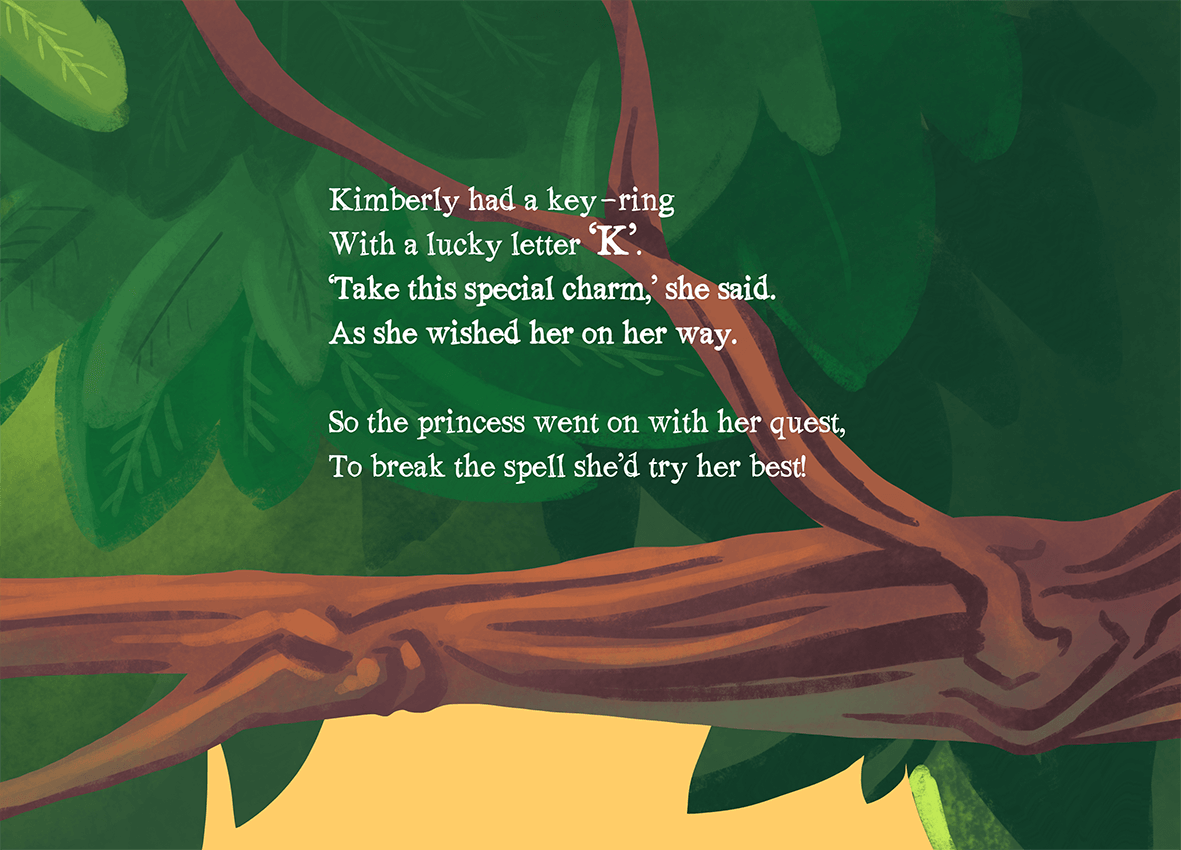 Kimberly had a key-ring
With a lucky letter ‘K’.
‘Take this special charm,’ she said.
As she wished her on her way.
So the princess went on with her quest,
To break the spell she’d try her best!